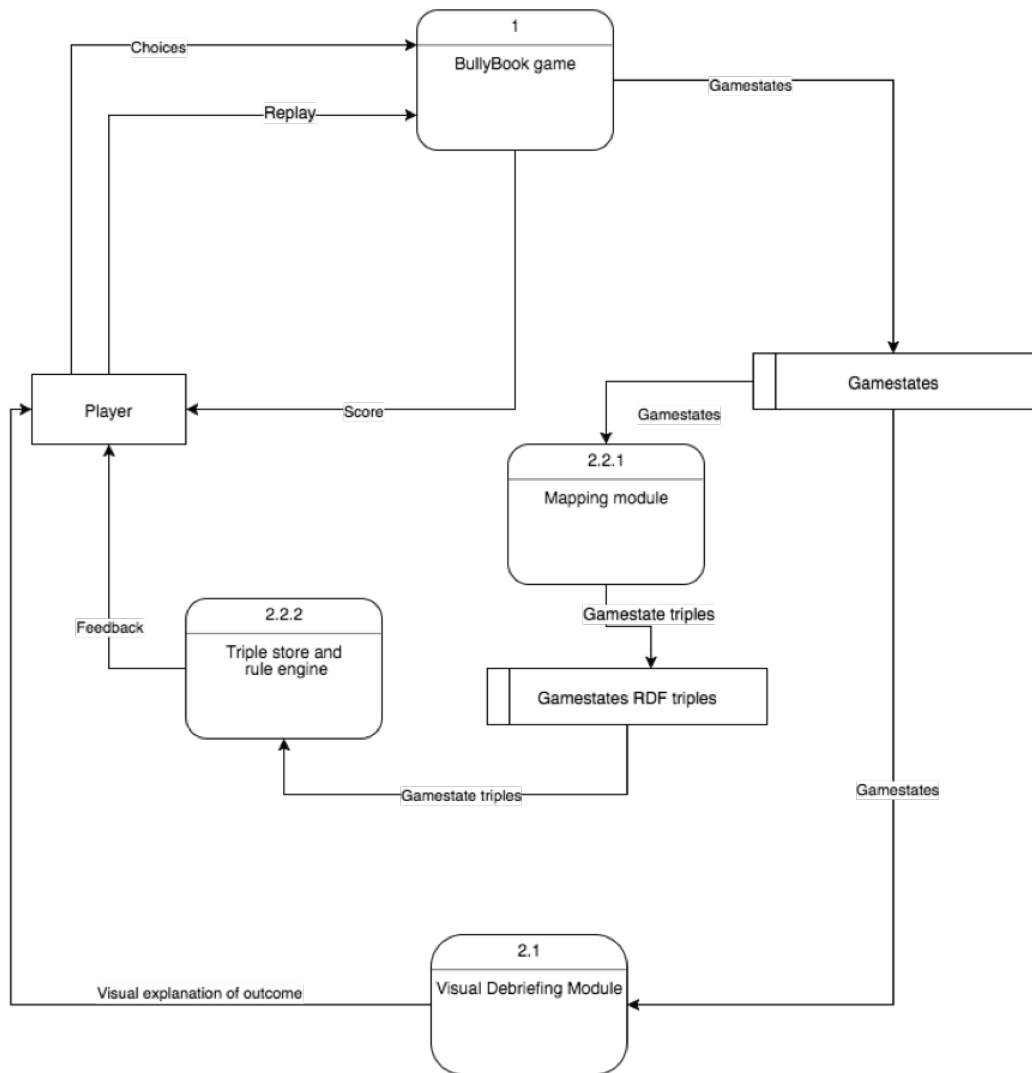 1
BullyBook game
Choices
Replay
Gamestates
Gamestates
Player
Score
Gamestates
2.2.1
Mapping module
Gamestate triples
2.2.2
Triple store and
rule engine
Feedback
Gamestates RDF triples
Gamestate triples
Gamestates
2.1
Visual Debriefing Module
Visual explanation of outcome